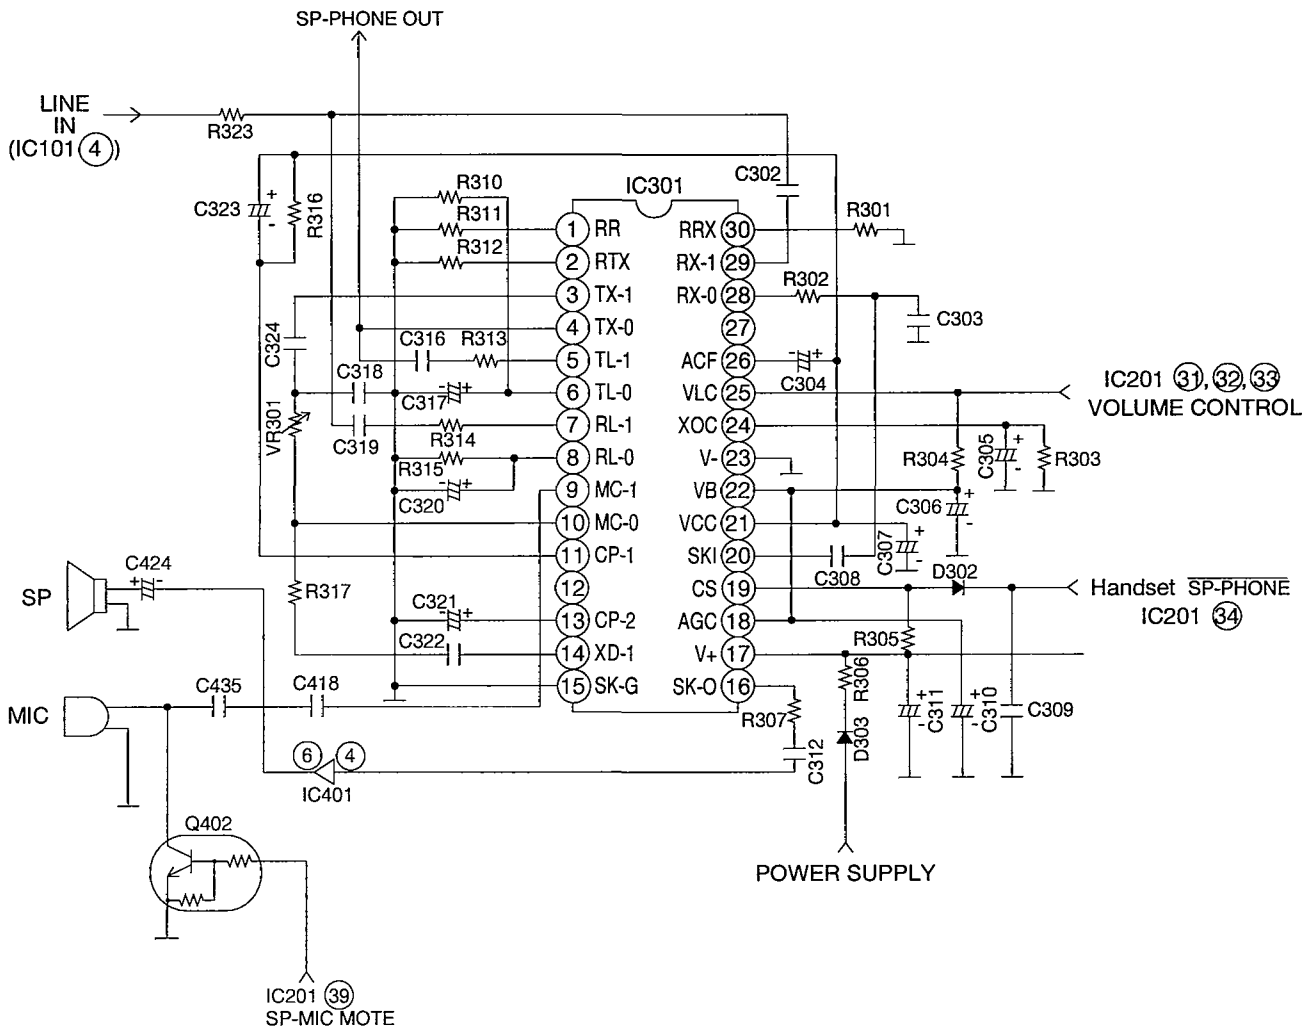 SP-PHONE OUT
LINE
IN
(IC101 4)
R323
C302
R310
IC301
C323
+
-
R316
R311
1 RR
RRX 30
R301
R312
2 RTX
RX-1 29
R302
3 TX-1
RX-0 28
C324
C316
R313
4 TX-0
27
C303
C318
5 TL-1
ACF 26
- +
C304
IC201 31, 32, 33
VOLUME CONTROL
- +
C317
6 TL-0
VLC 25
VR301
C319
R314
7 RL-1
XOC 24
R315
8 RL-0
V- 23
R304
C305
+
-
R303
- +
C320
9 MC-1
VB 22
C306
+
-
10 MC-0
VCC 21
C307
+
-
11 CP-1
SKI 20
C308
D302
SP
C424
+ -
R317
12
CS 19
Handset SP-PHONE
IC201 34
C321
- +
13 CP-2
AGC 18
R305
C322
14 XD-1
V+ 17
R306
C435
C418
15 SK-G
SK-O 16
MIC
R307
C311
+
-
C310
+
-
C309
6
4
IC401
C312
D303
Q402
POWER SUPPLY
IC201 39
SP-MIC MOTE